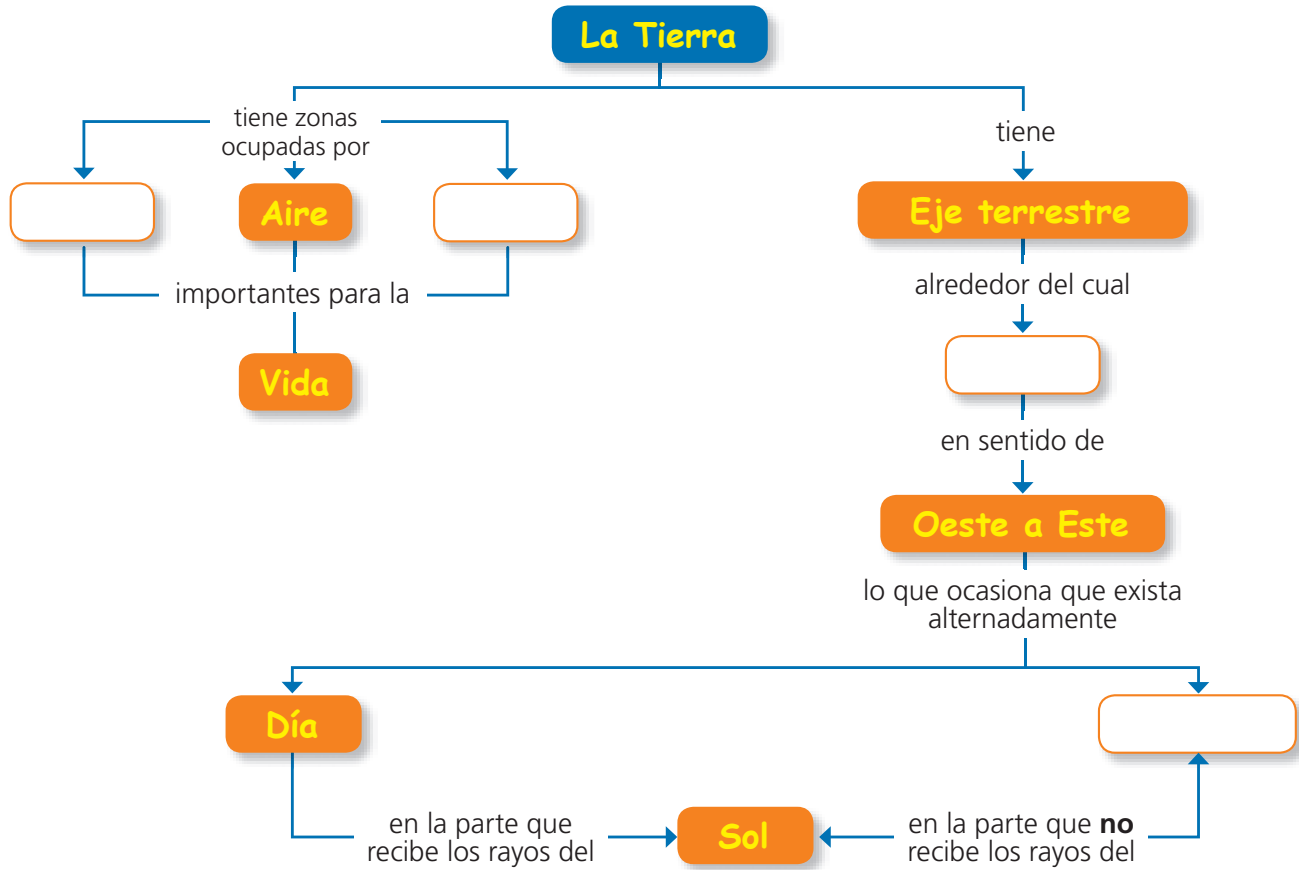 La Tierra
tiene zonas
ocupadas por
Aire
importantes para la
Vida
tiene
Eje terrestre
alrededor del cual
en sentido de
Oeste a Este
lo que ocasiona que exista
alternadamente
Día
en la parte que
recibe los rayos del
Sol
en la parte que no
recibe los rayos del